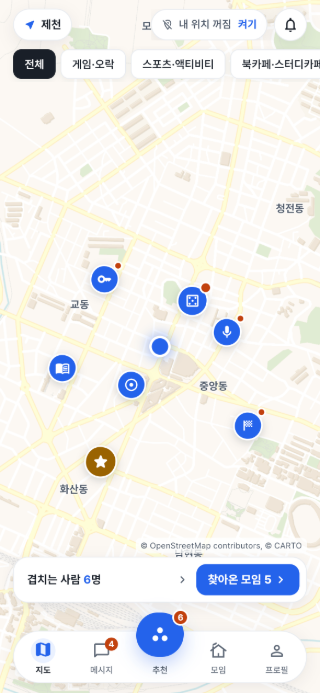 제천
모
내 위치 꺼짐 켜기
전체
게임·오락
스포츠·액티비티
북카페·스터디카페
청전동
교동
중앙동
화산동
© OpenStreetMap contributors, © CARTO
겹치는 사람 6명
찾아온 모임 5
6
4
지도
메시지
추천
모임
프로필